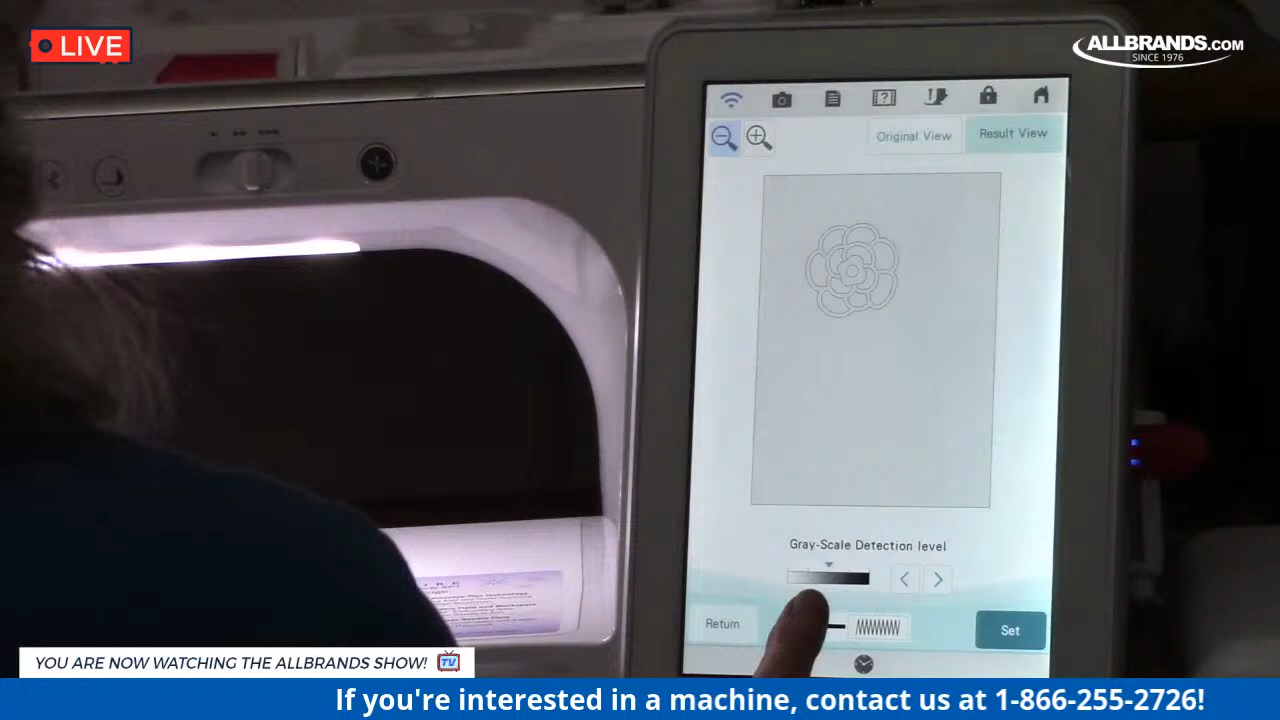 LIVE
ALLBRANDS.COM
SINCE 1976
Original View
Result View
Gray-Scale Detection level
Return
Set
YOU ARE NOW WATCHING THE ALLBRANDS SHOW!
TV
If you're interested in a machine, contact us at 1-866-255-2726!